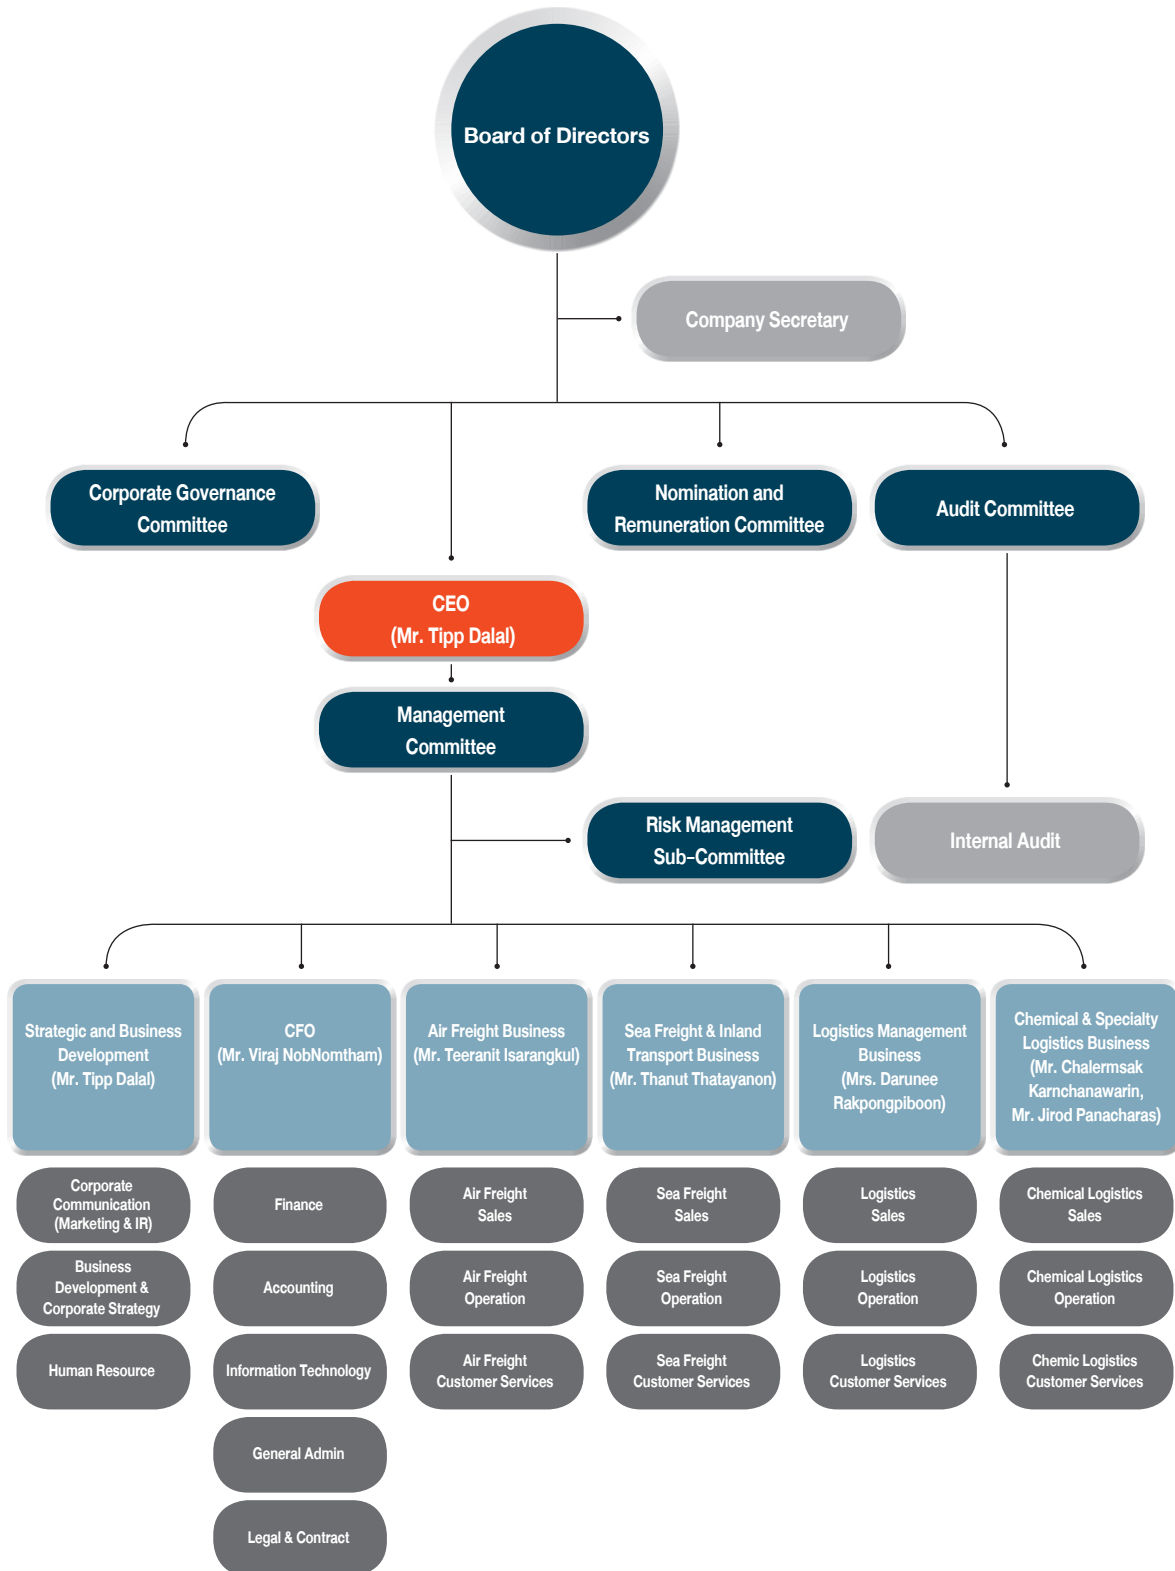 Board of Directors
Company Secretary
Corporate Governance
Committee
Nomination and
Remuneration Committee
Audit Committee
CEO
(Mr. Tipp Dalal)
Management
Committee
Risk Management
Sub-Committee
Internal Audit
Strategic and Business
Development
(Mr. Tipp Dalal)
CFO
(Mr. Viraj NobNomtham)
Air Freight Business
(Mr. Teeranit Isarangkul)
Sea Freight & Inland
Transport Business
(Mr. Thanut Thatayanon)
Logistics Management
Business
(Mrs. Darunee
Rakpongpiboon)
Chemical & Specialty
Logistics Business
(Mr. Chalermsak
Karnchanawarin,
Mr. Jirod Panacharas)
Corporate
Communication
(Marketing & IR)
Finance
Air Freight
Sales
Sea Freight
Sales
Logistics
Sales
Chemical Logistics
Sales
Business
Development &
Corporate Strategy
Accounting
Air Freight
Operation
Sea Freight
Operation
Logistics
Operation
Chemical Logistics
Operation
Human Resource
Information Technology
Air Freight
Customer Services
Sea Freight
Customer Services
Logistics
Customer Services
Chemic Logistics
Customer Services
General Admin
Legal & Contract